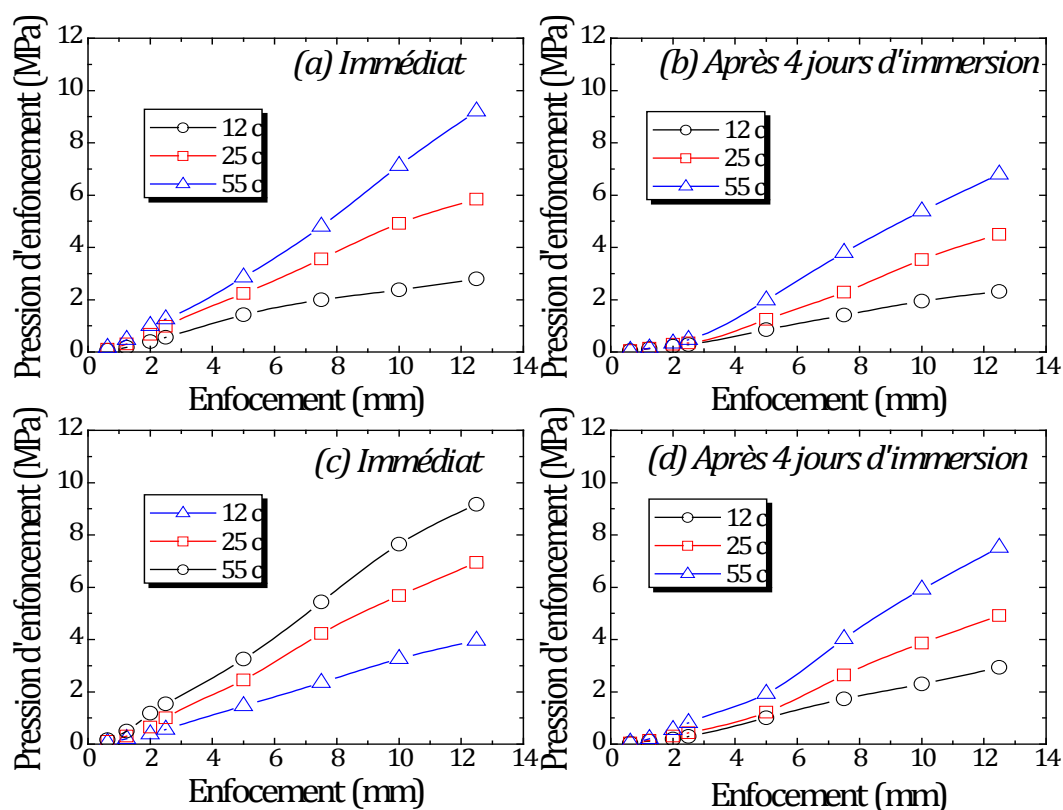 (a) Immédiat
12 c
25 c
55 c
Pression d'enfoncement (MPa)
12
10
8
6
4
2
0
0 2 4 6 8 10 12 14
Enfocement (mm)
(b) Après 4 jours d'immersion
12 c
25 c
55 c
Pression d'enfoncement (MPa)
12
10
8
6
4
2
0
0 2 4 6 8 10 12 14
Enfocement (mm)
(c) Immédiat
12 c
25 c
55 c
Pression d'enfoncement (MPa)
12
10
8
6
4
2
0
0 2 4 6 8 10 12 14
Enfocement (mm)
(d) Après 4 jours d'immersion
12 c
25 c
55 c
Pression d'enfoncement (MPa)
12
10
8
6
4
2
0
0 2 4 6 8 10 12 14
Enfocement (mm)